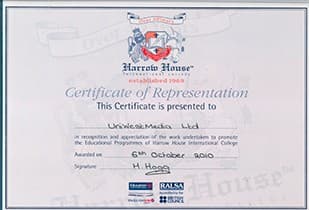 Harrow House™
international college
established 1969
Certificate of Representation
This Certificate is presented to
UniWestMedia Ltd
in recognition and appreciation of the work undertaken to promote
the Educational Programmes of Harrow House International College
Awarded on 6th October 2010
Signature H. Hogg
RALSA
BRITISH COUNCIL